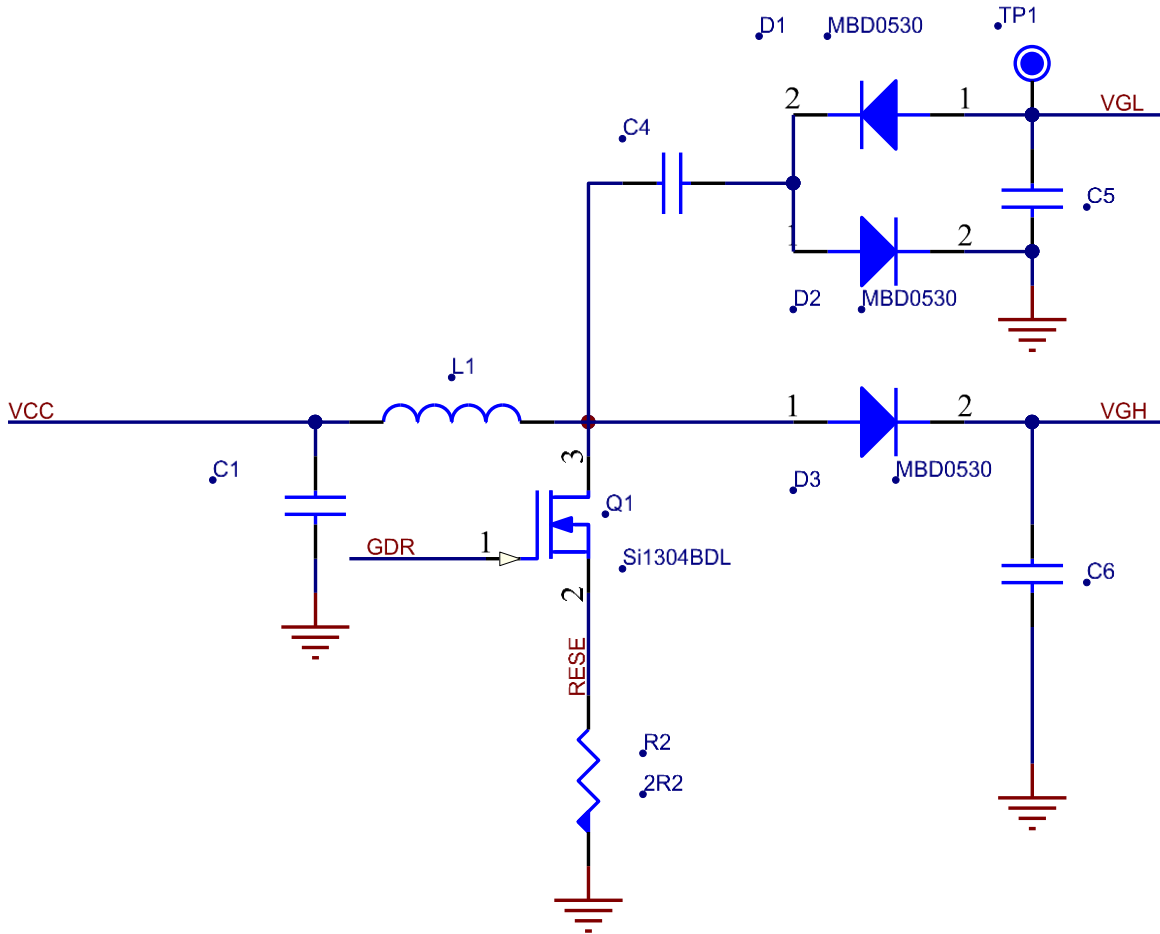 TP1
D1 MBD0530
2 1
VGL
C4
C5
1 2
D2 MBD0530
L1
VCC
1 2
VGH
3
C1
D3 MBD0530
Q1
GDR 1
Si1304BDL
C6
2
RESE
R2
2R2